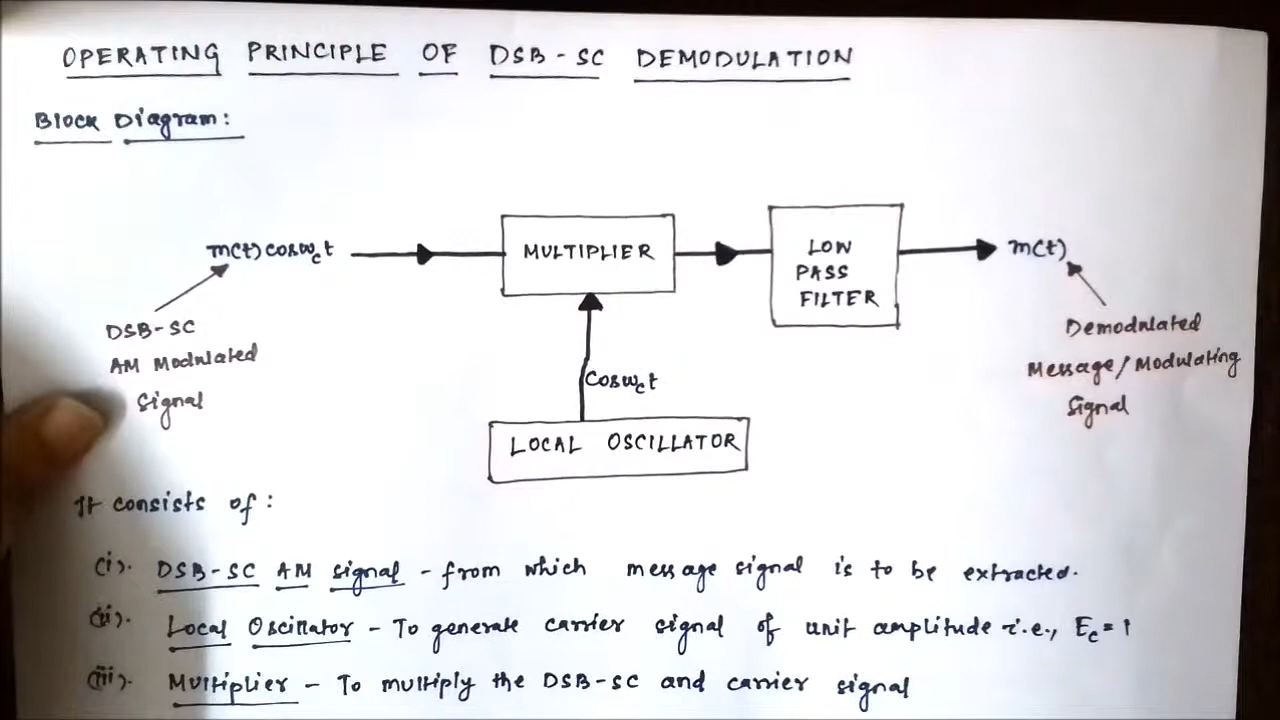 OPERATING PRINCIPLE OF DSB-SC DEMODULATION
Block Diagram:
m(t) cosωct
MULTIPLIER
LOW
PASS
FILTER
m(t)
DSB-SC
AM Modulated
Signal
cosωct
Demodulated
Message/Modulating
Signal
LOCAL OSCILLATOR
It consists of:
(i). DSB-SC AM signal - from which message signal is to be extracted.
(ii). Local Oscillator - To generate carrier signal of unit amplitude i.e., Ec = 1
(iii). Multiplier - To multiply the DSB-SC and carrier signal